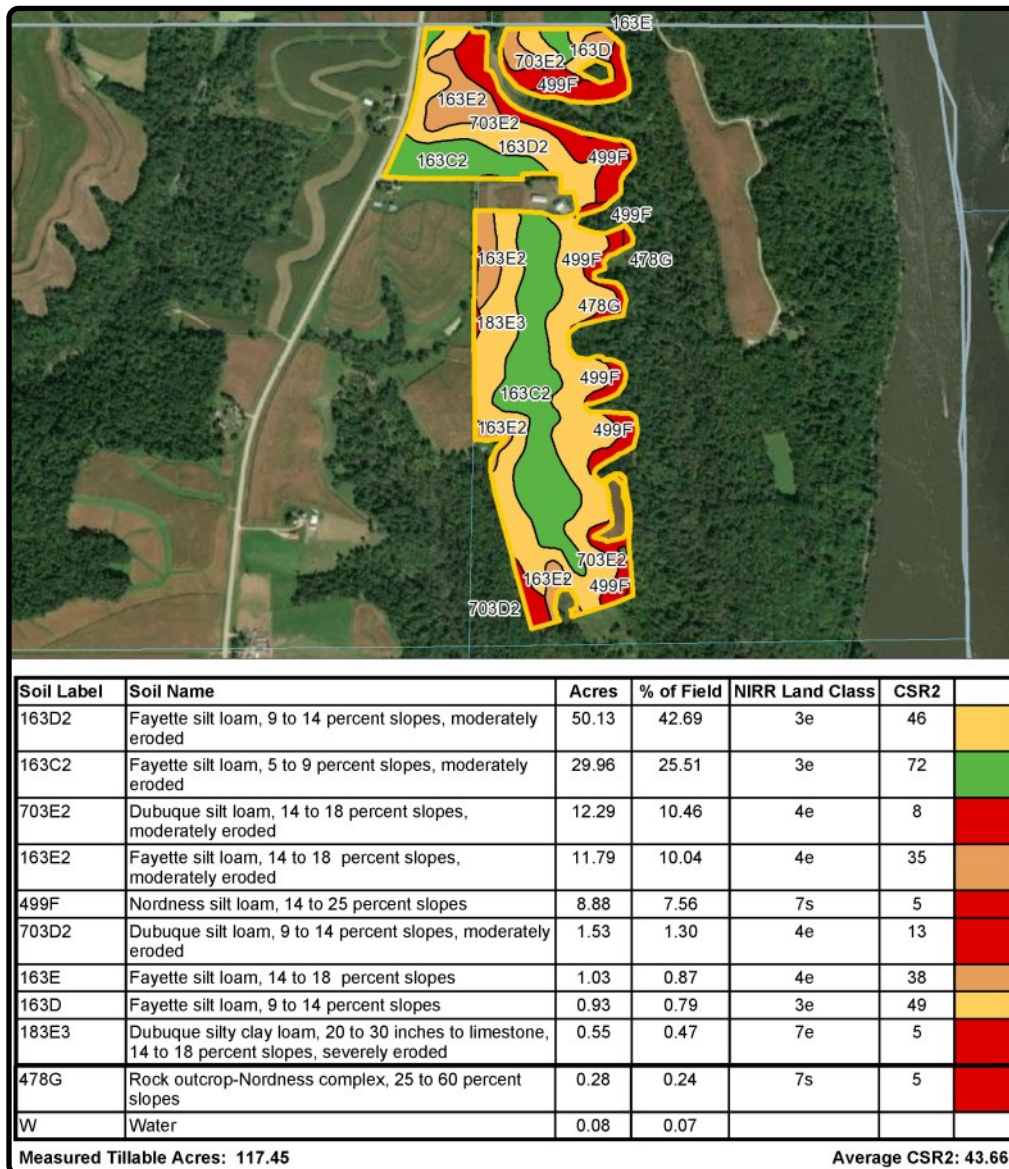 163E
163D
703E2
499F
163E2
703E2
163D2
499F
163C2
499F
163E2
499F
478G
478G
183E3
499F
163C2
163E2
499F
703E2
163E2
499F
703D2
Soil Label Soil Name Acres % of Field NIRR Land Class CSR2
163D2 Fayette silt loam, 9 to 14 percent slopes, moderately
eroded 50.13 42.69 3e 46
163C2 Fayette silt loam, 5 to 9 percent slopes, moderately
eroded 29.96 25.51 3e 72
703E2 Dubuque silt loam, 14 to 18 percent slopes,
moderately eroded 12.29 10.46 4e 8
163E2 Fayette silt loam, 14 to 18 percent slopes,
moderately eroded 11.79 10.04 4e 35
499F Nordness silt loam, 14 to 25 percent slopes 8.88 7.56 7s 5
703D2 Dubuque silt loam, 9 to 14 percent slopes, moderately
eroded 1.53 1.30 4e 13
163E Fayette silt loam, 14 to 18 percent slopes 1.03 0.87 4e 38
163D Fayette silt loam, 9 to 14 percent slopes 0.93 0.79 3e 49
183E3 Dubuque silty clay loam, 20 to 30 inches to limestone,
14 to 18 percent slopes, severely eroded 0.55 0.47 7e 5
478G Rock outcrop-Nordness complex, 25 to 60 percent
slopes 0.28 0.24 7s 5
W Water 0.08 0.07
Measured Tillable Acres: 117.45 Average CSR2: 43.66